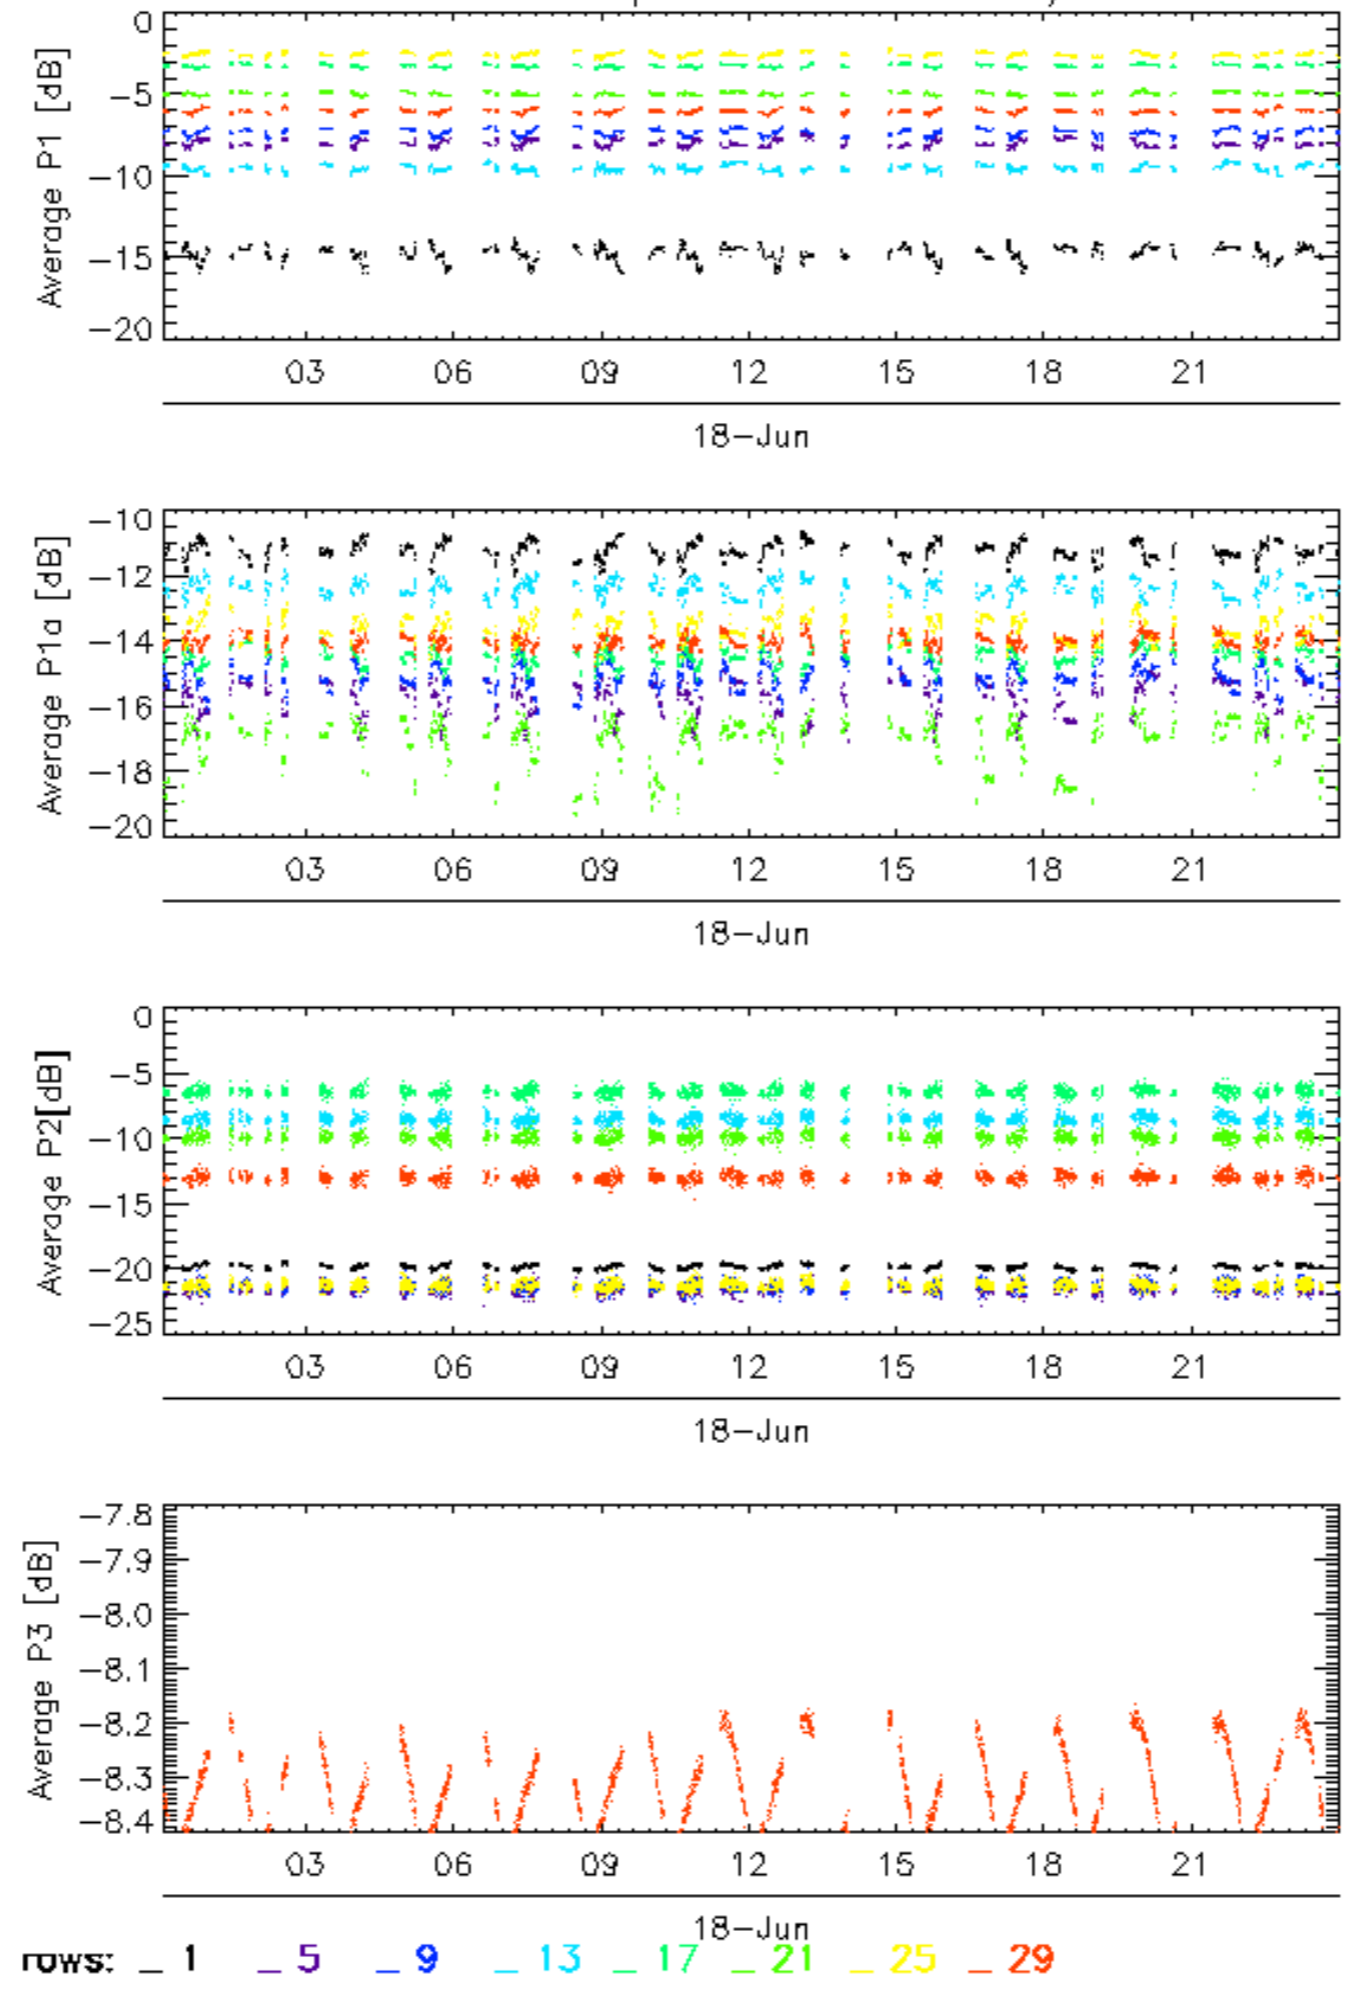 0
−5
−10
−15
−20
Average P1 [dB]
03 06 09 12 15 18 21
18−Jun
−10
−12
−14
−16
−18
−20
Average P1a [dB]
03 06 09 12 15 18 21
18−Jun
0
−5
−10
−15
−20
−25
Average P2[dB]
03 06 09 12 15 18 21
18−Jun
−7.8
−7.9
−8.0
−8.1
−8.2
−8.3
−8.4
Average P3 [dB]
03 06 09 12 15 18 21
18−Jun
rows: _ 1 _ 5 _ 9 _ 13 _ 17 _ 21 _ 25 _ 29